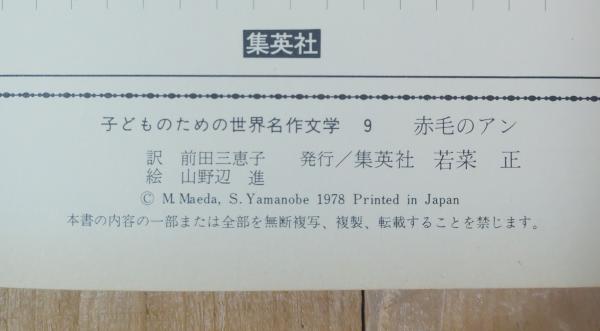 集英社
子どものための世界名作文学 9 赤毛のアン
訳 前田三恵子 発行/集英社 若菜 正
絵 山野辺 進
© M. Maeda, S. Yamanobe 1978 Printed in Japan
本書の内容の一部または全部を無断複写、複製、転載することを禁じます。